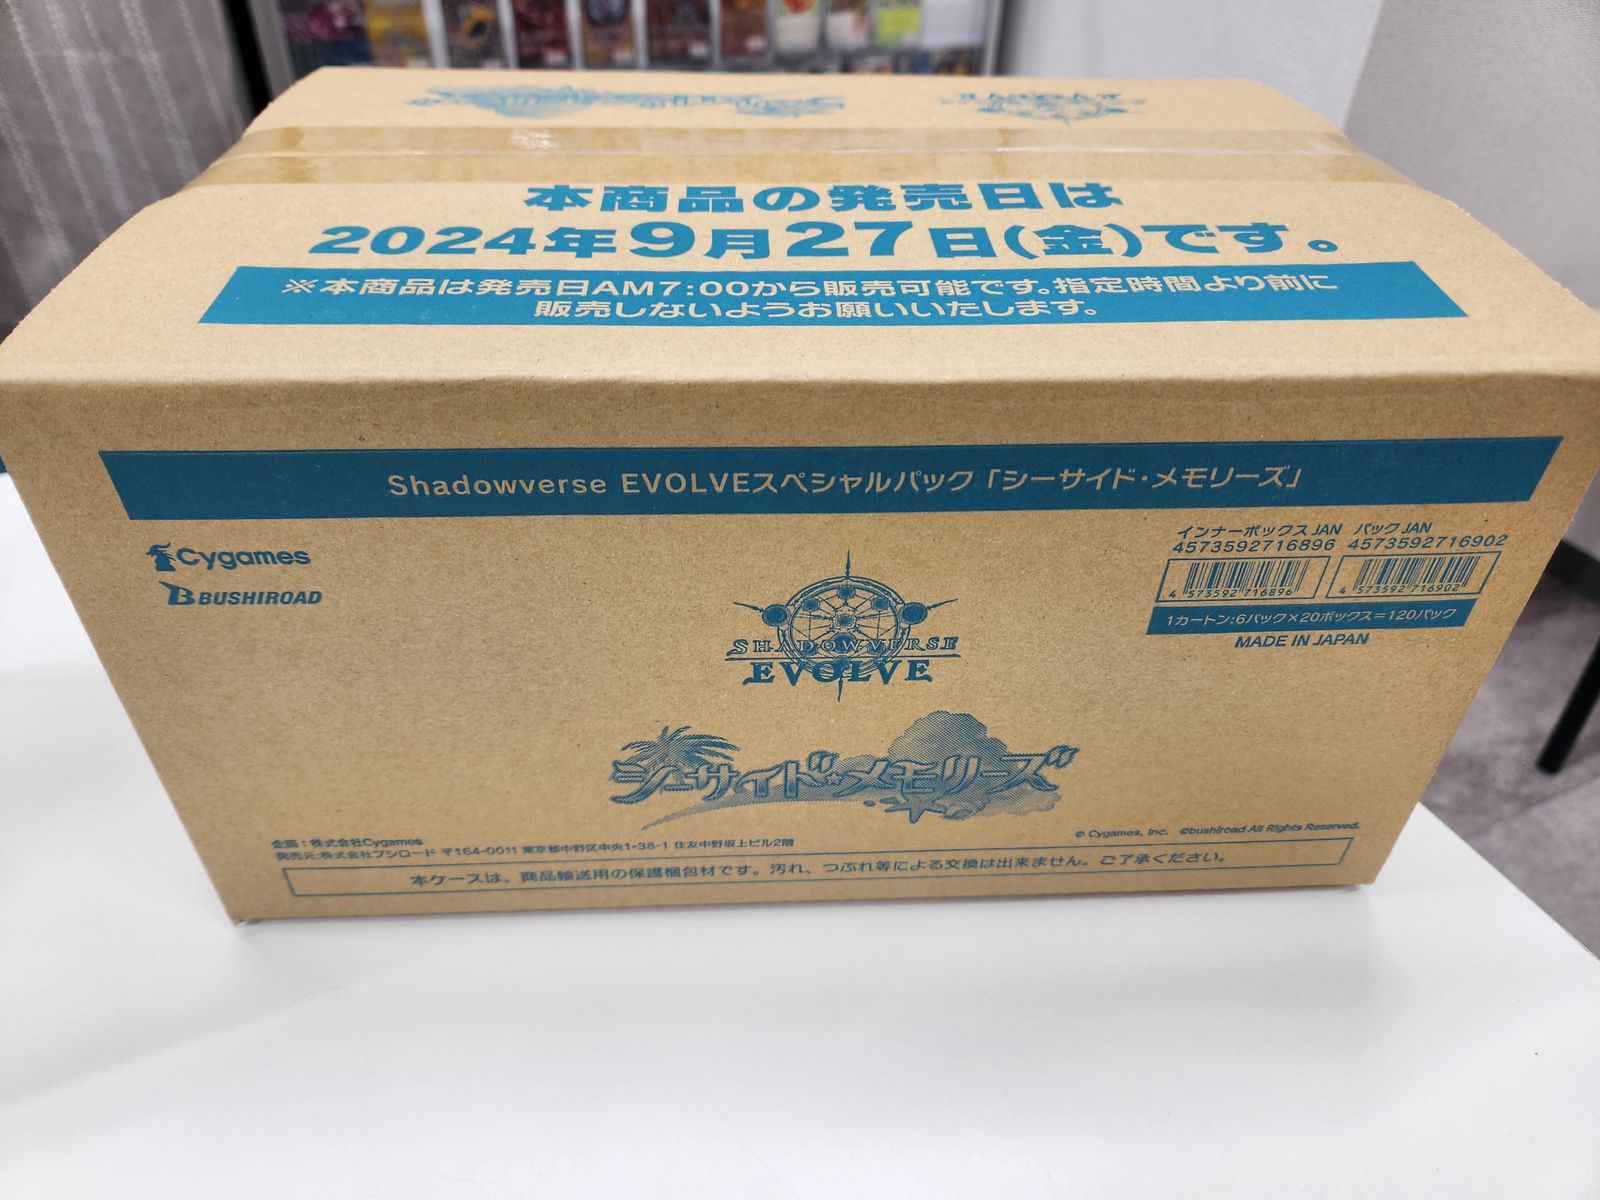 本商品の発売日は
2024年9月27日(金)です。
※本商品は発売日AM7:00から販売可能です。指定時間より前に
販売しないようお願いいたします。
Shadowverse EVOLVEスペシャルパック「シーサイド・メモリーズ」
Cygames
BUSHIROAD
インナーボックスJAN パックJAN
4573592716896 4573592716902
4 573592 716896 4 573592 716902
1カートン:6パック×20ボックス=120パック
MADE IN JAPAN
SHADOWVERSE
EVOLVE
シーサイド・メモリーズ
© Cygames, Inc. ©bushiroad All Rights Reserved.
企画:株式会社Cygames
発売元:株式会社ブシロード 〒164-0011 東京都中野区中央1-38-1 住友中野坂上ビル2階
本ケースは、商品輸送用の保護梱包材です。汚れ、つぶれ等による交換は出来ません。ご了承ください。